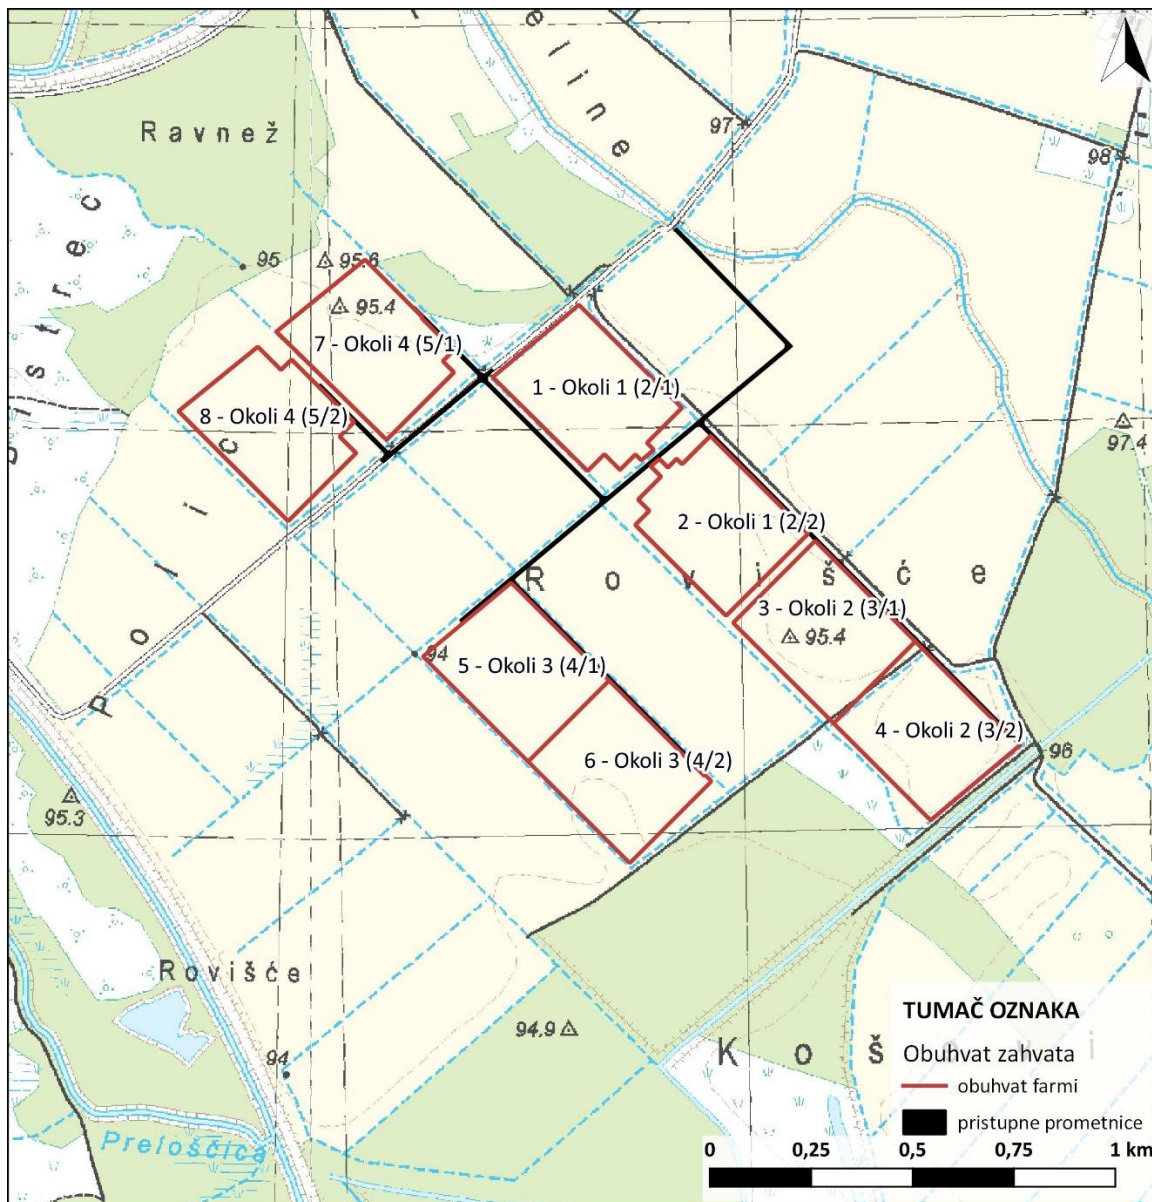 R a v n e ž
e l i n e
97
98
95
95.6
95.4
B i s t r e c
7 - Okoli 4 (5/1)
1 - Okoli 1 (2/1)
8 - Okoli 4 (5/2)
97.4
2 - Okoli 1 (2/2)
R o v i š ć e
3 - Okoli 2 (3/1)
95.4
P o l i c
94
5 - Okoli 3 (4/1)
4 - Okoli 2 (3/2)
96
6 - Okoli 3 (4/2)
95.3
R o v i š ć e
94
94.9
K o š e v i
Preloščica
TUMAČ OZNAKA
Obuhvat zahvata
obuhvat farmi
pristupne prometnice
0 0,25 0,5 0,75 1 km